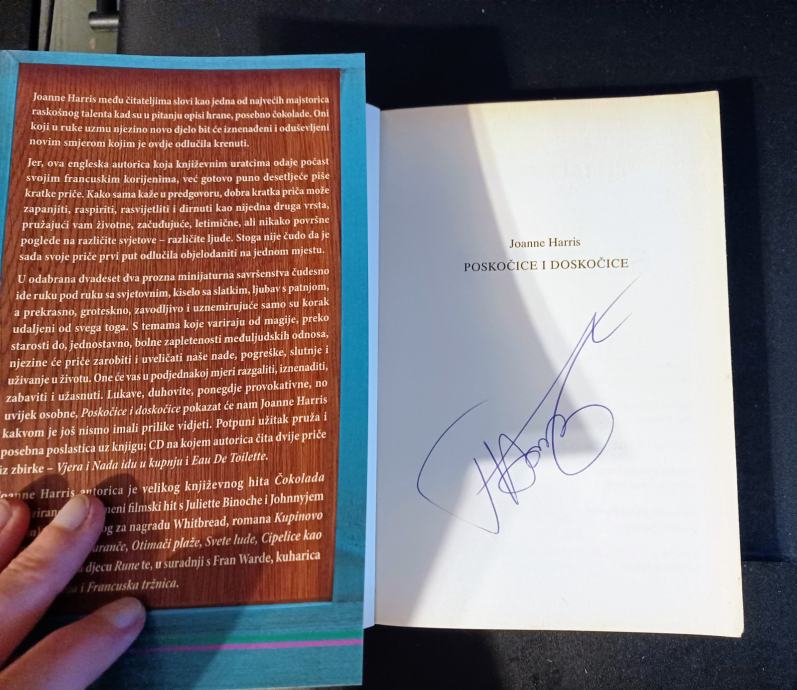 Joanne Harris među čitateljima slovi kao jedna od najvećih majstorica
raskošnog talenta kad su u pitanju opisi hrane, posebno čokolade. Oni
koji u ruke uzmu njezino novo djelo bit će iznenađeni i oduševljeni
novim smjerom kojim je ovdje odlučila krenuti.
Jer, ova engleska autorica koja književnim uratcima odaje počast
svojim francuskim korijenima, već gotovo puno desetljeće piše
kratke priče. Kako sama kaže u predgovoru, dobra kratka priča može
zapanjiti, raspiriti, rasvijetliti i dirnuti kao nijedna druga vrsta,
pružajući vam životne, začuđujuće, letimične, ali nikako površne
poglede na različite svjetove – različite ljude. Stoga nije čudo da je
sada svoje priče prvi put odlučila objelodaniti na jednom mjestu.
U odabrana dvadeset dva prozna minijaturna savršenstva čudesno
ide ruku pod ruku sa svjetovnim, kiselo sa slatkim, ljubav s patnjom,
a prekrasno, groteskno, zavodljivo i uznemirujuće samo su korak
udaljeni od svega toga. S temama koje variraju od magije, preko
starosti do, jednostavno, bolne zapletenosti međuljudskih odnosa,
njezine će priče zarobiti i uveličati naše nade, pogreške, slutnje i
uživanje u životu. One će vas u podjednakoj mjeri razgaliti, iznenaditi,
zabaviti i užasnuti. Lukave, duhovite, ponegdje provokativne, no
uvijek osobne, Poskočice i doskočice pokazat će nam Joanne Harris
kakvom je još nismo imali prilike vidjeti. Potpuni užitak pruža i
posebna poslastica uz knjigu; CD na kojem autorica čita dvije priče
iz zbirke – Vjera i Nada idu u kupnju i Eau De Toilette.
Joanne Harris autorica je velikog književnog hita Čokolada
filmski hit s Juliette Binoche i Johnnyjem
za nagradu Whitbread, romana Kupinovo
Otimači plaže, Svete lude, Cipelice kao
djecu Rune te, u suradnji s Fran Warde, kuharica
i Francuska tržnica.
Joanne Harris
POSKOČICE I DOSKOČICE